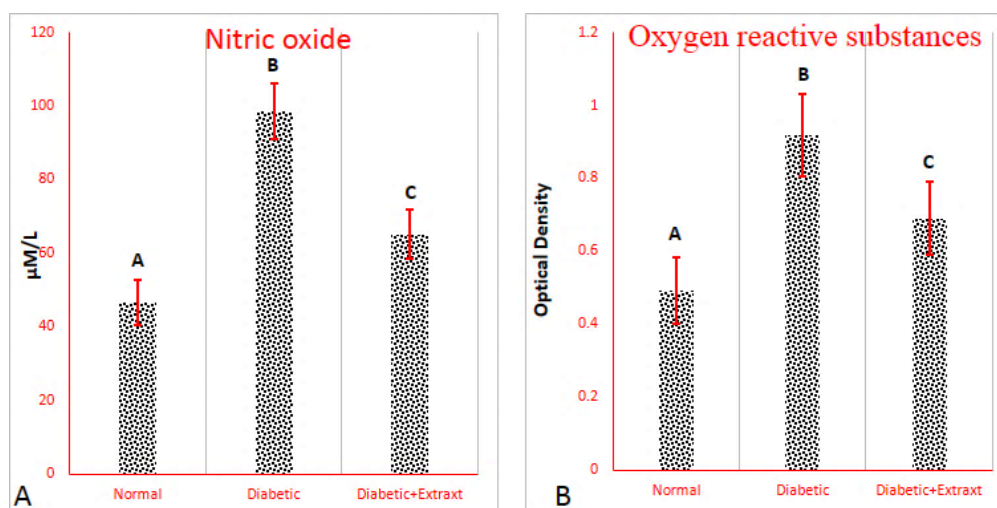 Nitric oxide
120
100
80
60
40
20
0
µM/L
A
B
C
Normal
Diabetic
Diabetic+Extraxt
A
Oxygen reactive substances
1.2
1
0.8
0.6
0.4
0.2
0
Optical Density
A
B
C
Normal
Diabetic
Diabetic+Extraxt
B